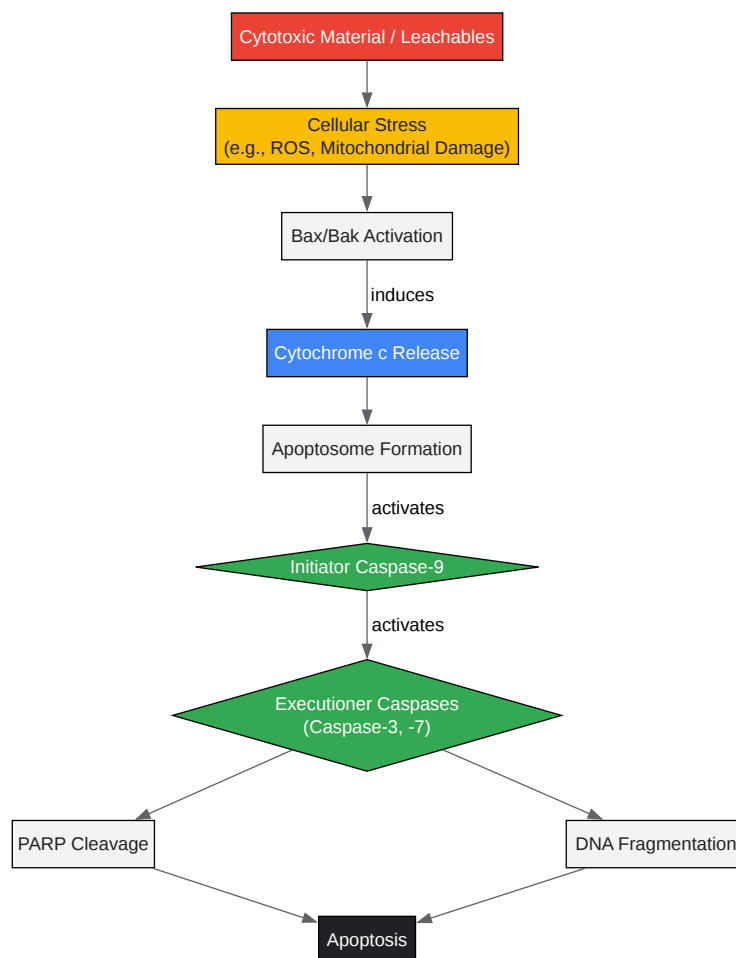 Cytotoxic Material / Leachables
Cellular Stress
(e.g., ROS, Mitochondrial Damage)
Bax/Bak Activation
induces
Cytochrome c Release
Apoptosome Formation
activates
Initiator Caspase-9
activates
Executioner Caspases
(Caspase-3, -7)
PARP Cleavage
DNA Fragmentation
Apoptosis